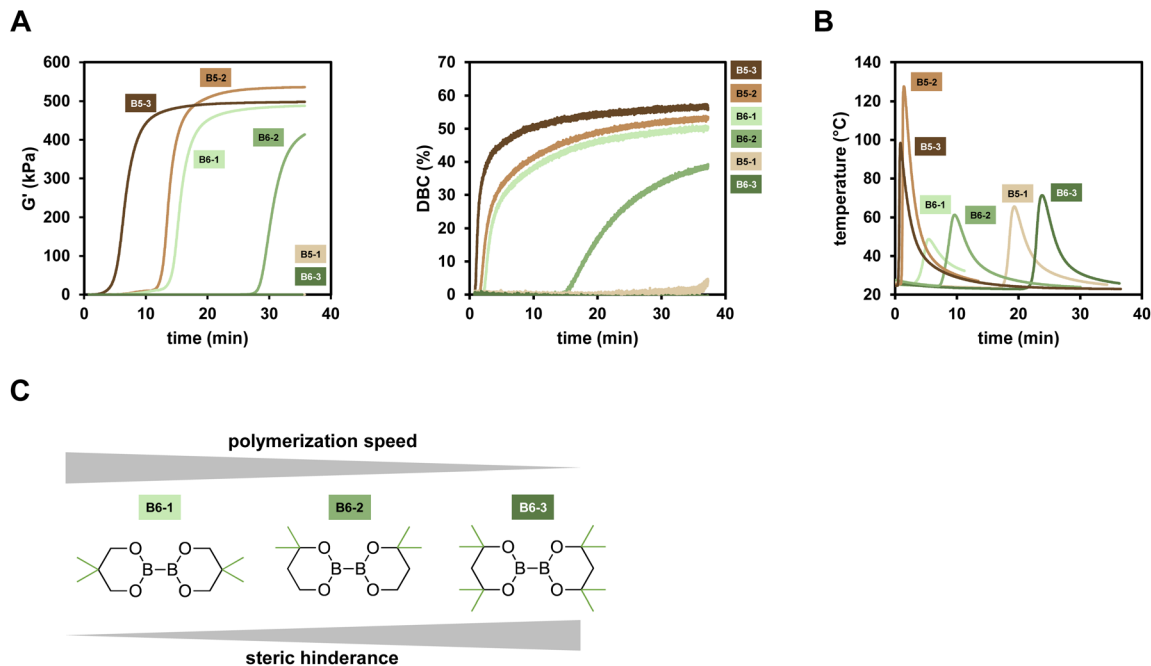 A
B
600
500
400
300
200
100
0
0
10
20
30
40
G' (kPa)
time (min)
B5-3
B5-2
B6-1
B6-2
B5-1
B6-3
70
60
50
40
30
20
10
0
0
10
20
30
40
DBC (%)
time (min)
B5-3
B5-2
B6-1
B6-2
B5-1
B6-3
140
120
100
80
60
40
20
0
10
20
30
40
temperature (°C)
time (min)
B5-2
B5-3
B6-1
B6-2
B5-1
B6-3
C
polymerization speed
B6-1
B6-2
B6-3
O O
B B
O O
O O
B B
O O
O O
B B
O O
steric hinderance